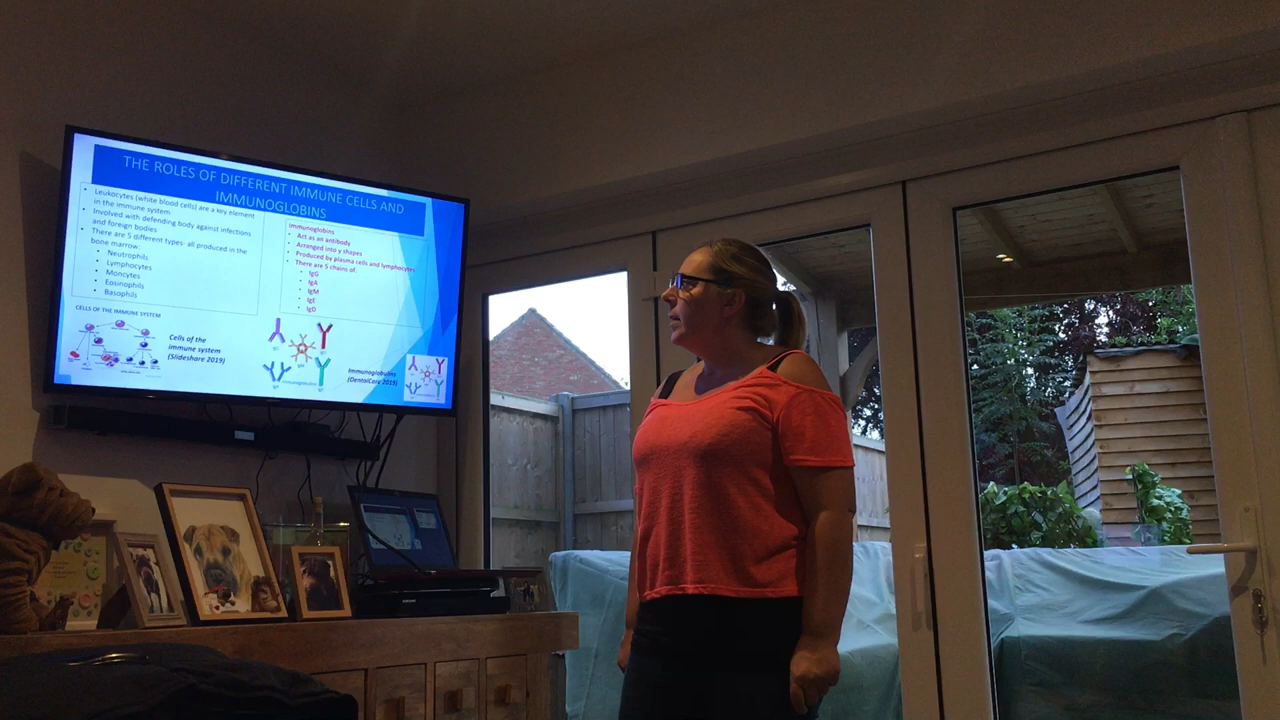 THE ROLES OF DIFFERENT IMMUNE CELLS AND
IMMUNOGLOBINS
• Leukocytes (white blood cells) are a key element
in the immune system
• Involved with defending body against infections
and foreign bodies
• There are 5 different types- all produced in the
bone marrow:
• Neutrophils
• Lymphocytes
• Moncytes
• Eosinophils
• Basophils
Immunoglobins
• Act as an antibody
• Arranged into y shapes
• Produced by plasma cells and lymphocytes
• There are 5 chains of:
• IgG
• IgA
• IgM
• IgE
• IgD
CELLS OF THE IMMUNE SYSTEM
Cells of the
immune system
(Slideshare 2019)
Immunoglobulins
(DentalCare 2019)
SAMSUNG